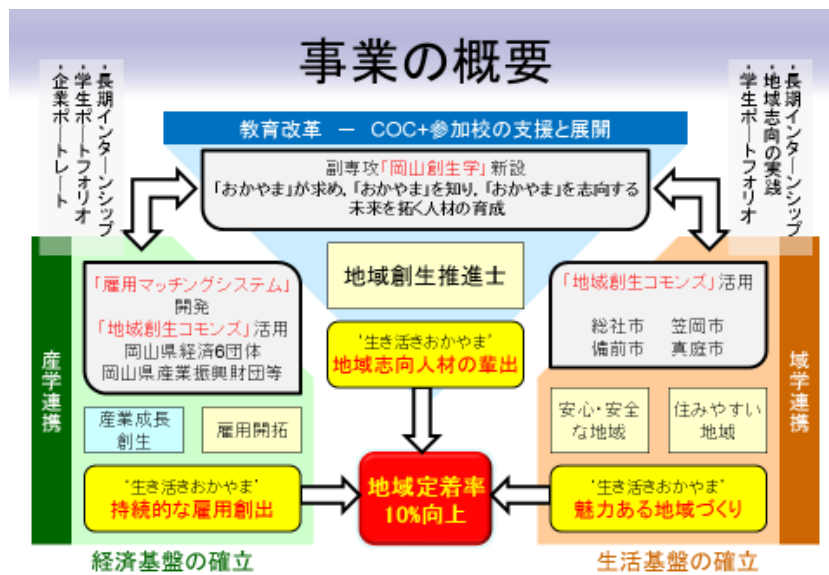 事業の概要
・長期インターンシップ
・学生ポートフォリオ
・企業ポートレート
・長期インターンシップ
地域志向の実践
・学生ポートフォリオ
教育改革 － COC+参加校の支援と展開
副専攻「岡山創生学」新設
「おかやま」が求め，「おかやま」を知り，「おかやま」を志向する
未来を拓く人材の育成
産学連携
「雇用マッチングシステム」
開発
「地域創生コモンズ」活用
岡山県経済6団体
岡山県産業振興財団等
産業成長
創生
雇用開拓
‘生き活きおかやま’
持続的な雇用創出
経済基盤の確立
地域創生推進士
‘生き活きおかやま’
地域志向人材の輩出
地域定着率
10%向上
域学連携
「地域創生コモンズ」活用
総社市 笠岡市
備前市 真庭市
安心・安全
な地域
住みやすい
地域
‘生き活きおかやま’
魅力ある地域づくり
生活基盤の確立